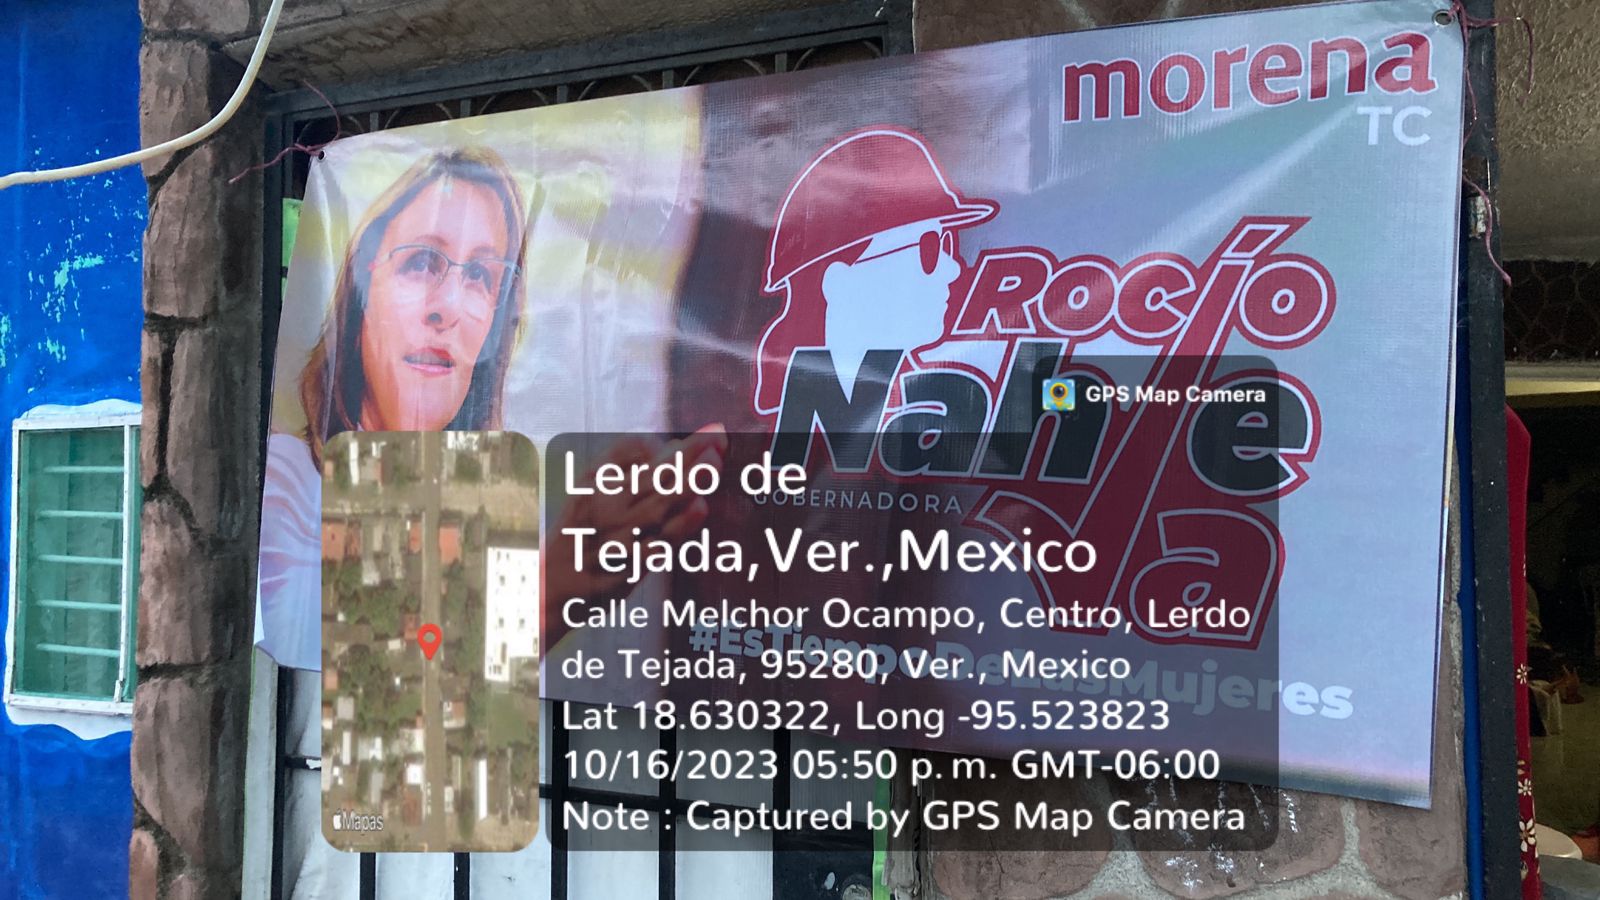 morena
TC
Rocío
Nahle
GOBERNADORA
#EsTiempoDeLasMujeres
GPS Map Camera
Lerdo de
Tejada,Ver.,Mexico
Calle Melchor Ocampo, Centro, Lerdo
de Tejada, 95280, Ver., Mexico
Lat 18.630322, Long -95.523823
10/16/2023 05:50 p. m. GMT-06:00
Note : Captured by GPS Map Camera
Mapas